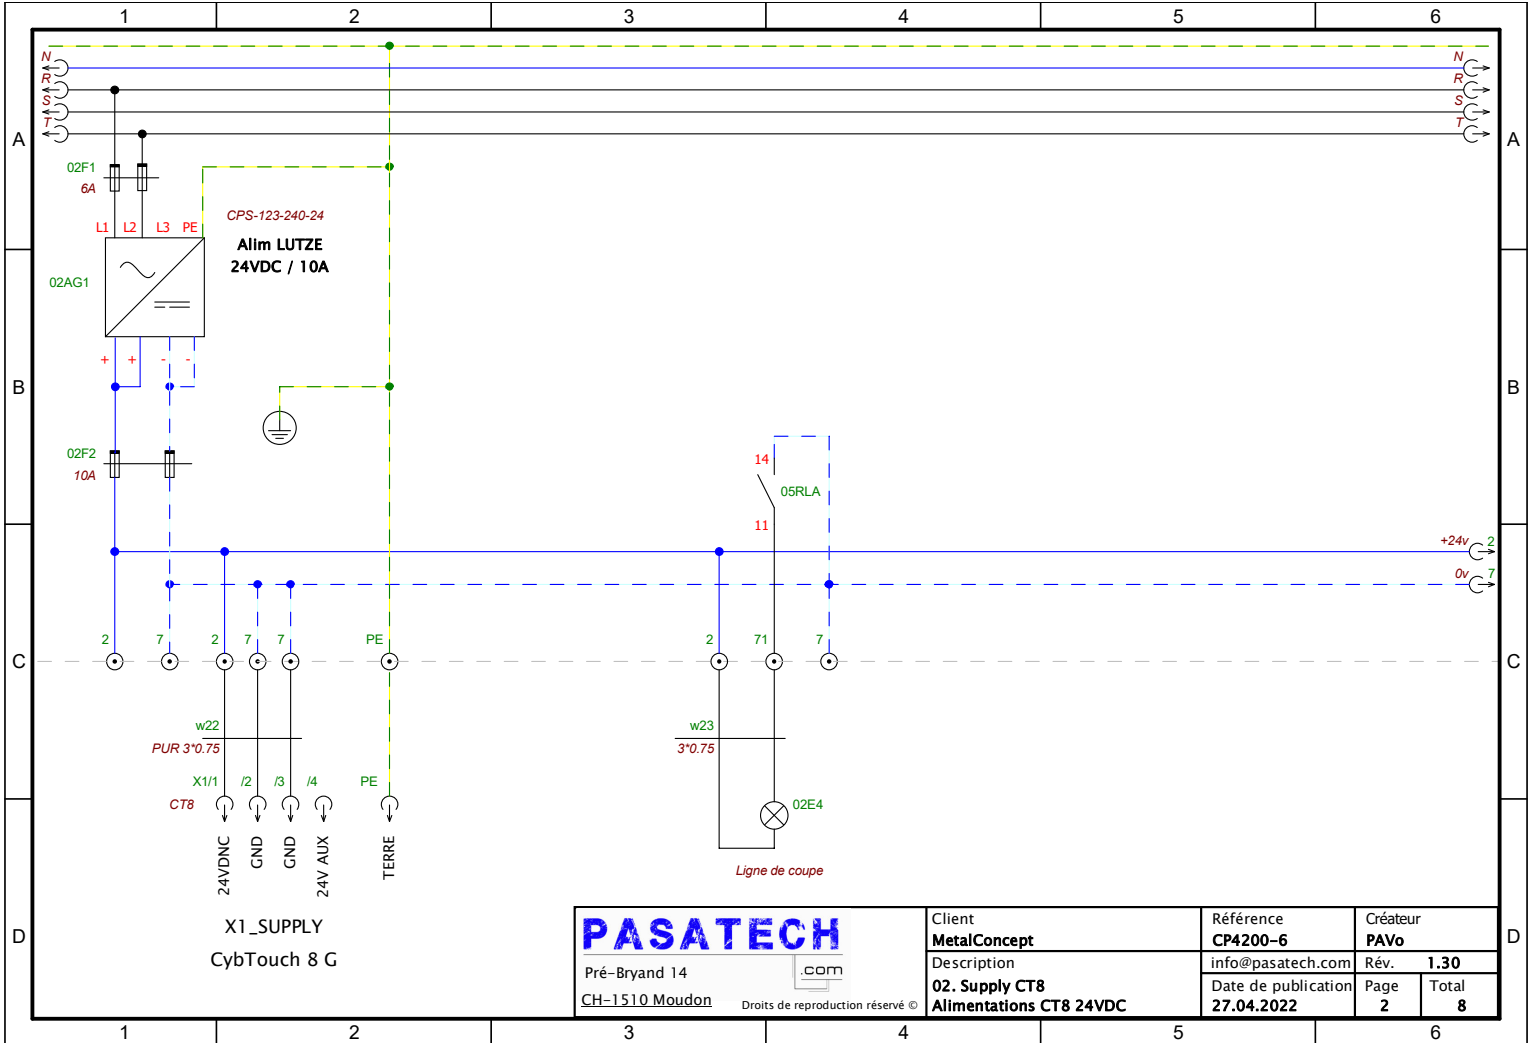 1 2 3 4 5 6
N N
R R
S S
T T
A A
02F1
6A
CPS-123-240-24
L1 L2 L3 PE
Alim LUTZE
24VDC / 10A
02AG1
+ + - -
B B
02F2
10A
14
05RLA
11
+24v 2
0v 7
2 7 2 7 7 PE 2 71 7
C C
w22 w23
PUR 3*0.75 3*0.75
X1/1 /2 /3 /4 PE
CT8
02E4
24VDNC
GND
GND
24V AUX
TERRE
Ligne de coupe
X1_SUPPLY
CybTouch 8 G
D D
PASATECH
.com
Pré-Bryand 14
CH-1510 Moudon
Droits de reproduction réservé ©
Client
MetalConcept
Description
02. Supply CT8
Alimentations CT8 24VDC
Référence
CP4200-6
info@pasatech.com
Date de publication
27.04.2022
Créateur
PAVo
Rév. 1.30
Page Total
2 8
1 2 3 4 5 6